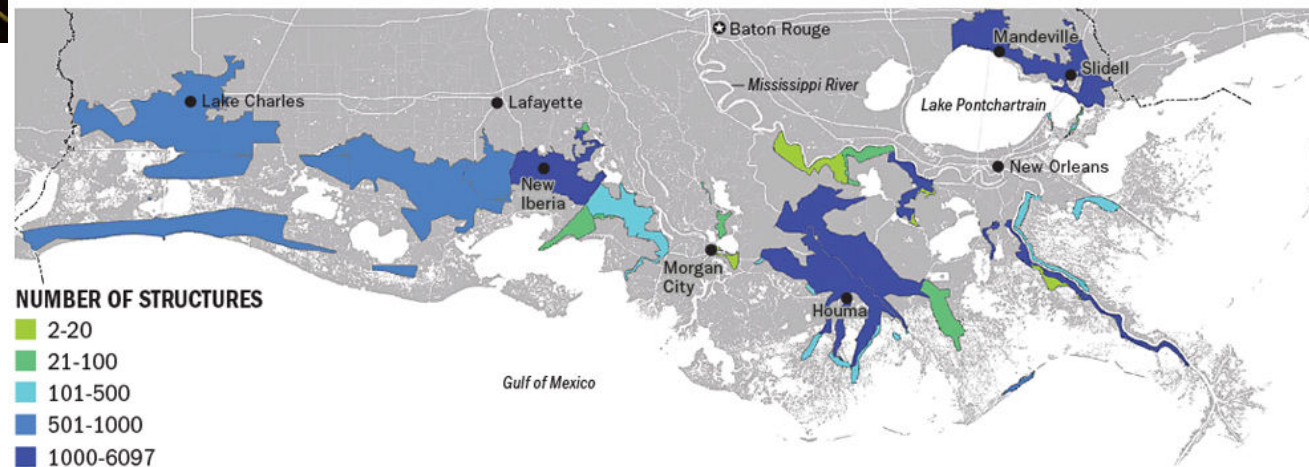 Baton Rouge
Mandeville
Slidell
Mississippi River
Lake Charles
Lafayette
Lake Pontchartrain
New Orleans
New
Iberia
Morgan
City
Houma
Gulf of Mexico
NUMBER OF STRUCTURES
2-20
21-100
101-500
501-1000
1000-6097